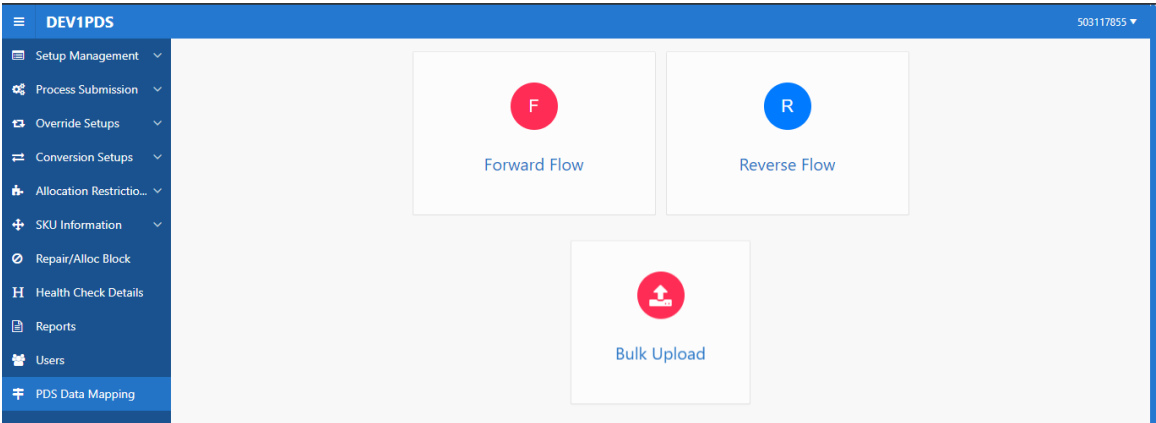 DEV1PDS
503117855
Setup Management
Process Submission
Override Setups
Conversion Setups
Allocation Restrictio...
SKU Information
Repair/Alloc Block
H Health Check Details
Reports
Users
PDS Data Mapping
F
Forward Flow
R
Reverse Flow
Bulk Upload